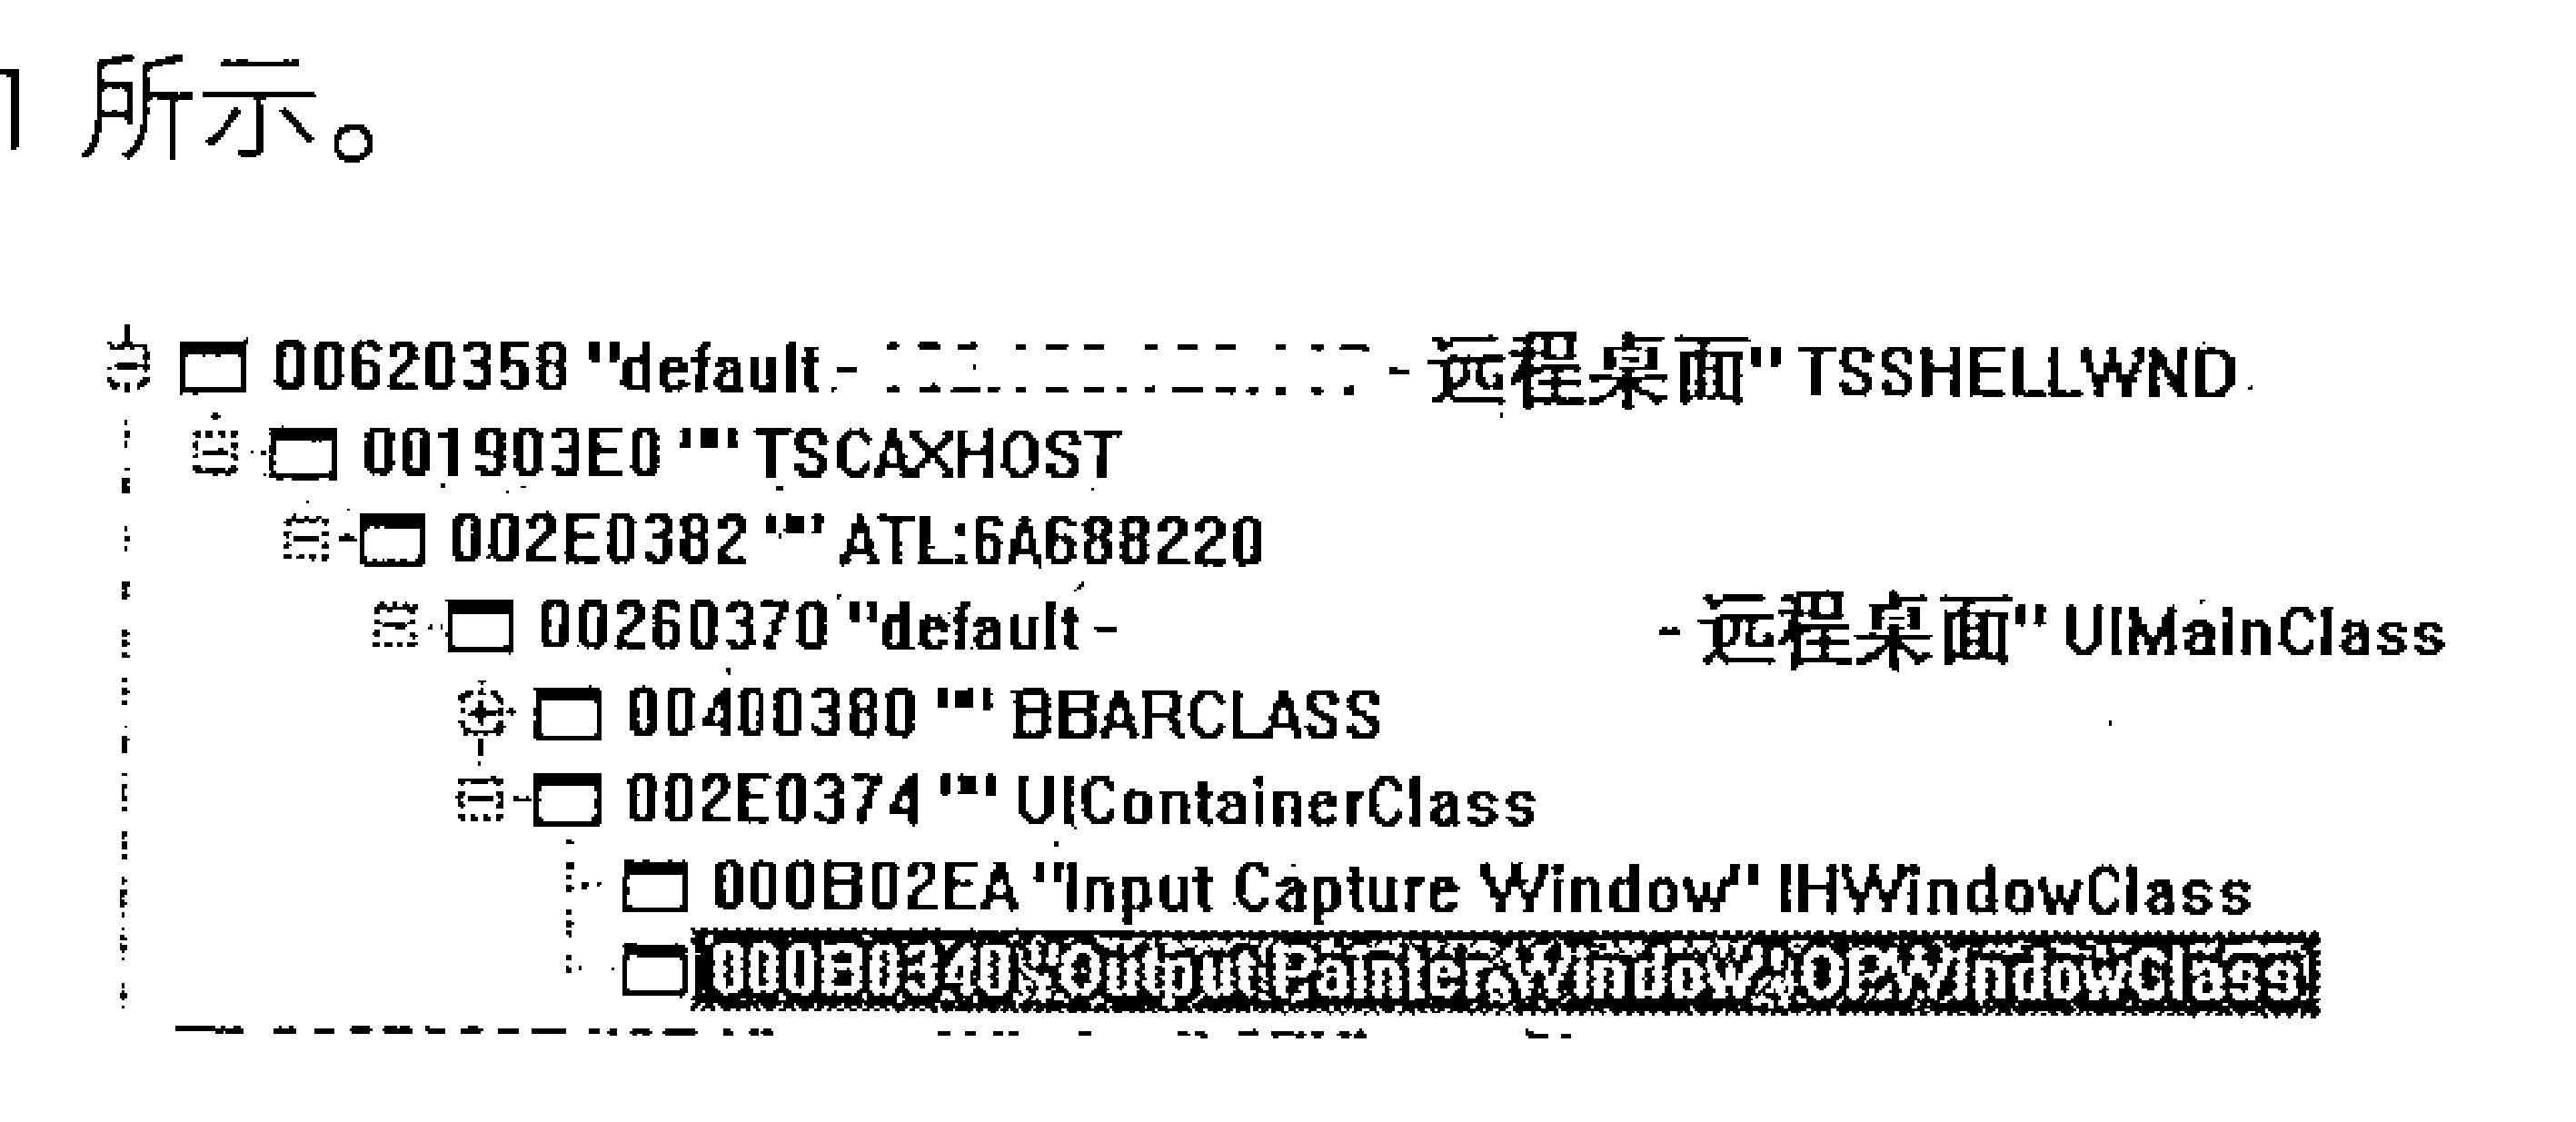 1 所示。
00620358 "default - - 远程桌面" TSSHELLWND
001903E0 "" TSCAXHOST
002E0382 "" ATL:6A688220
00260370 "default - - 远程桌面" UIMainClass
00400380 "" BBARCLASS
002E0374 "" UIContainerClass
000B02EA "Input Capture Window" IHWindowClass
000B0340 "Output Painter Window" OPWindowClass